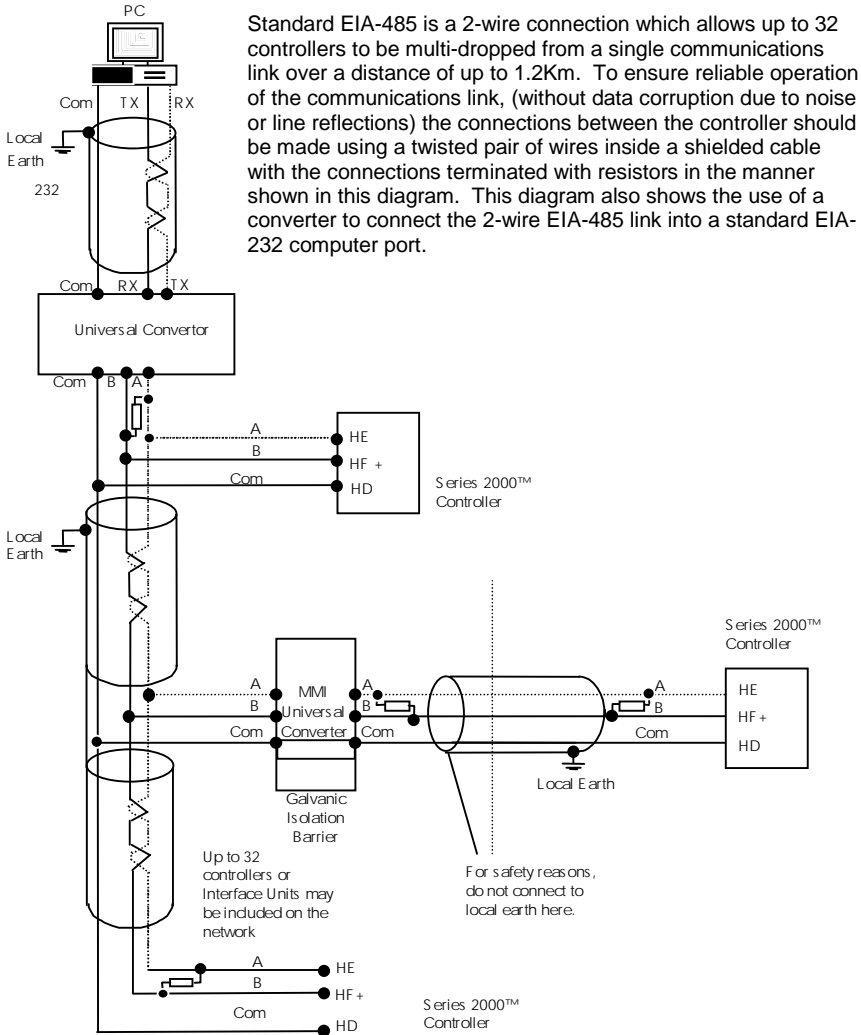 PC
Standard EIA-485 is a 2-wire connection which allows up to 32
controllers to be multi-dropped from a single communications
link over a distance of up to 1.2Km.  To ensure reliable operation
of the communications link, (without data corruption due to noise
or line reflections) the connections between the controller should
be made using a twisted pair of wires inside a shielded cable
with the connections terminated with resistors in the manner
shown in this diagram.  This diagram also shows the use of a
converter to connect the 2-wire EIA-485 link into a standard EIA-
232 computer port.
Com TX RX
Local
Earth
232
Com RX TX
Universal Convertor
Com B A
A HE
B HF +
Com HD
Series 2000™
Controller
Local
Earth
Series 2000™
Controller
A MMI A A HE
B Universal B B HF +
Com Converter Com Com HD
Local Earth
Galvanic
Isolation
Barrier
Up to 32
controllers or
Interface Units may
be included on the
network
For safety reasons,
do not connect to
local earth here.
A HE
B HF +
Com HD
Series 2000™
Controller